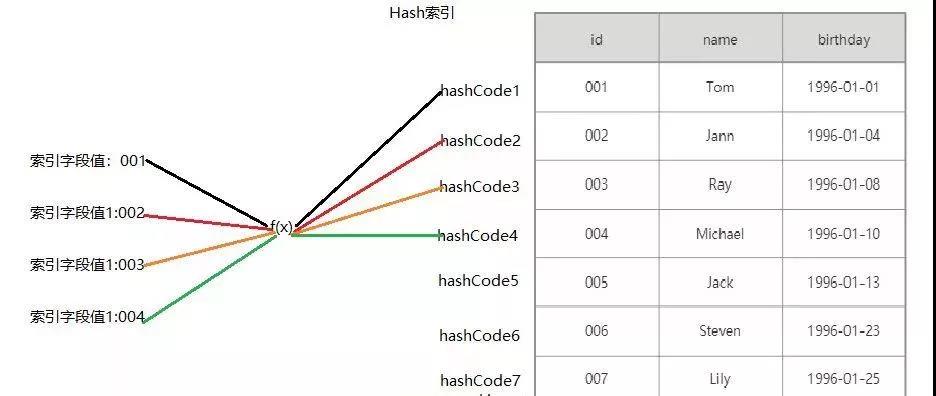 Hash索引
id name birthday
hashCode1 001 Tom 1996-01-01
hashCode2 002 Jann 1996-01-04
索引字段值：001
hashCode3 003 Ray 1996-01-08
索引字段值1:002
f(x)
hashCode4 004 Michael 1996-01-10
索引字段值1:003
hashCode5 005 Jack 1996-01-13
索引字段值1:004
hashCode6 006 Steven 1996-01-23
hashCode7 007 Lily 1996-01-25